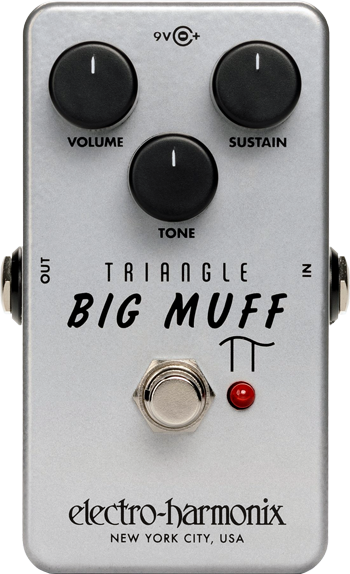 9V +
VOLUME SUSTAIN
TONE
OUT IN
TRIANGLE
BIG MUFF
π
electro-harmonix
NEW YORK CITY, USA